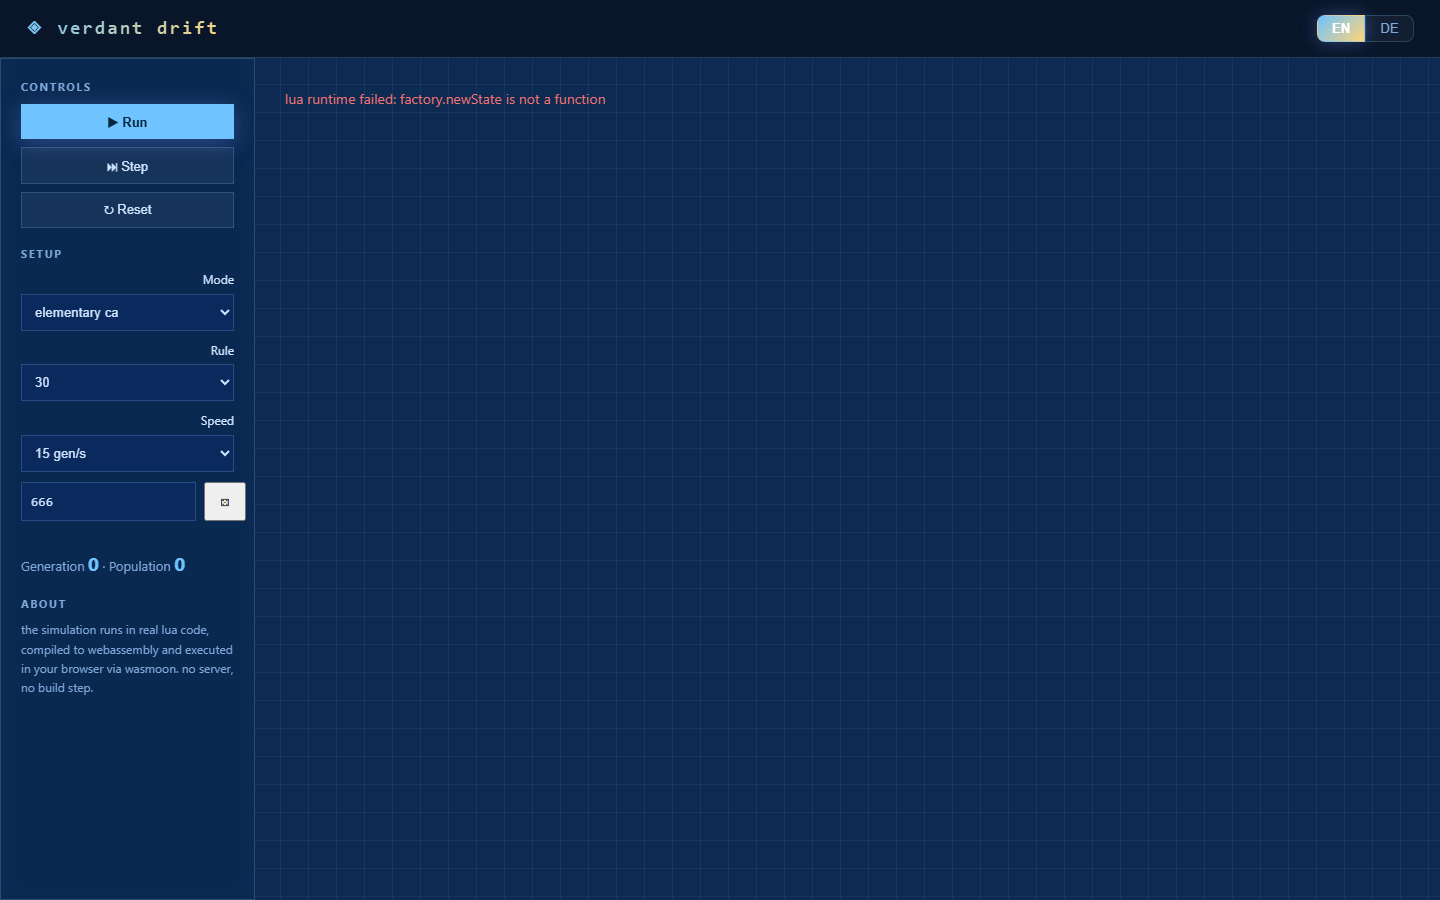 ◈ verdant drift
EN DE
CONTROLS
▶ Run
⏭ Step
↻ Reset
SETUP
Mode
elementary ca
Rule
30
Speed
15 gen/s
666
Generation 0 · Population 0
ABOUT
the simulation runs in real lua code,
compiled to webassembly and executed
in your browser via wasmoon. no server,
no build step.
lua runtime failed: factory.newState is not a function